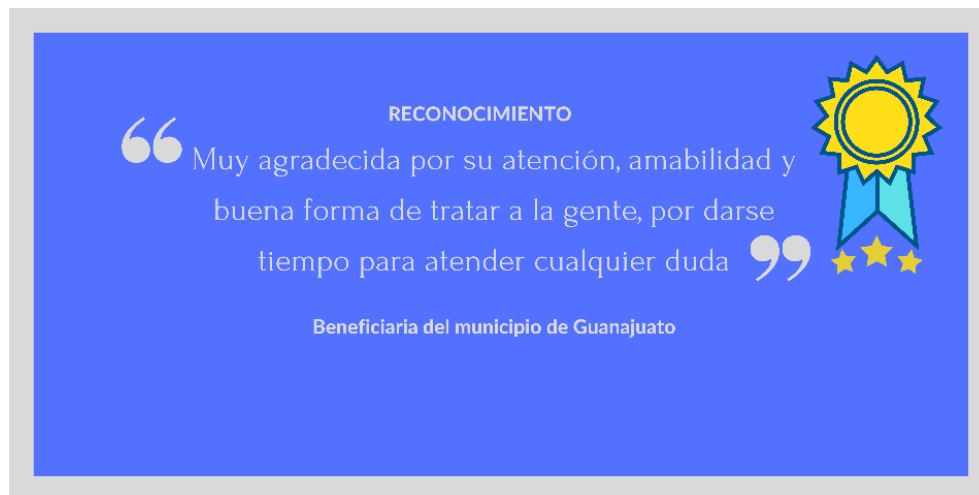 RECONOCIMIENTO
“ Muy agradecida por su atención, amabilidad y
buena forma de tratar a la gente, por darse
tiempo para atender cualquier duda ”
Beneficiaria del municipio de Guanajuato